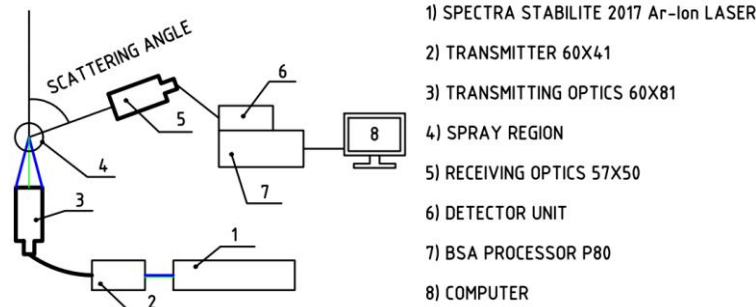 SCATTERING ANGLE
6
5
8
4
7
3
1
2
1) SPECTRA STABILITE 2017 Ar-Ion LASER
2) TRANSMITTER 60X41
3) TRANSMITTING OPTICS 60X81
4) SPRAY REGION
5) RECEIVING OPTICS 57X50
6) DETECTOR UNIT
7) BSA PROCESSOR P80
8) COMPUTER